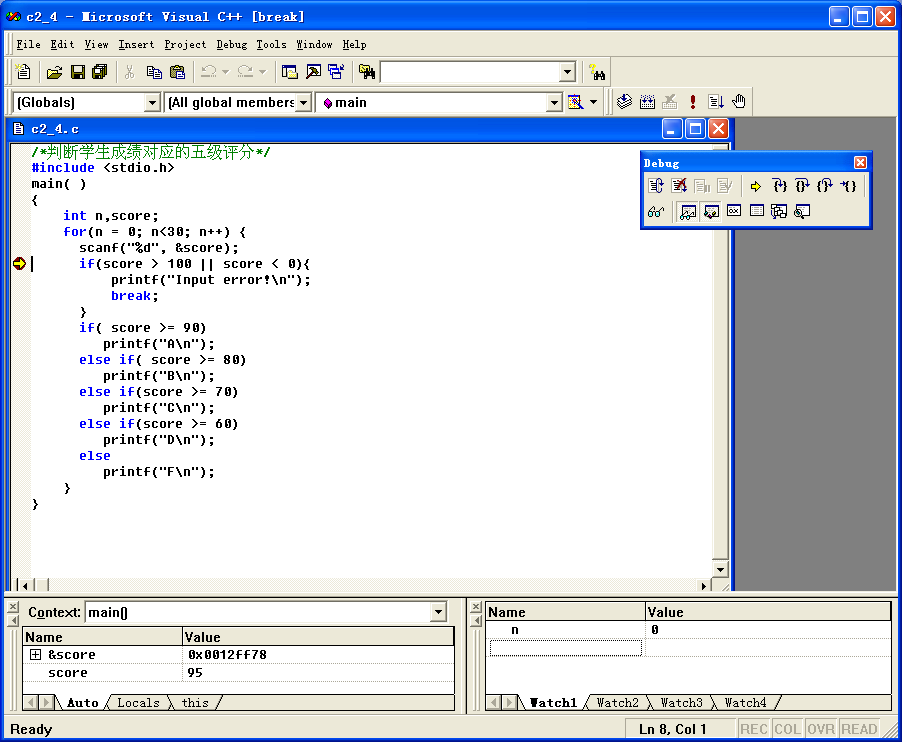 c2_4 - Microsoft Visual C++ [break]
File Edit View Insert Project Debug Tools Window Help
(Globals) (All global members main
c2_4.c
/*判断学生成绩对应的五级评分*/
#include <stdio.h>
main( )
{
    int n,score;
    for(n = 0; n<30; n++) {
      scanf("%d", &score);
      if(score > 100 || score < 0){
          printf("Input error!\n");
          break;
      }
      if( score >= 90)
         printf("A\n");
      else if( score >= 80)
         printf("B\n");
      else if(score >= 70)
         printf("C\n");
      else if(score >= 60)
         printf("D\n");
      else
         printf("F\n");
    }
}
Debug
Context: main()
Name Value
&score 0x0012ff78
score 95
Auto Locals this
Name Value
n 0
Watch1 Watch2 Watch3 Watch4
Ready Ln 8, Col 1 REC COL OVR READ